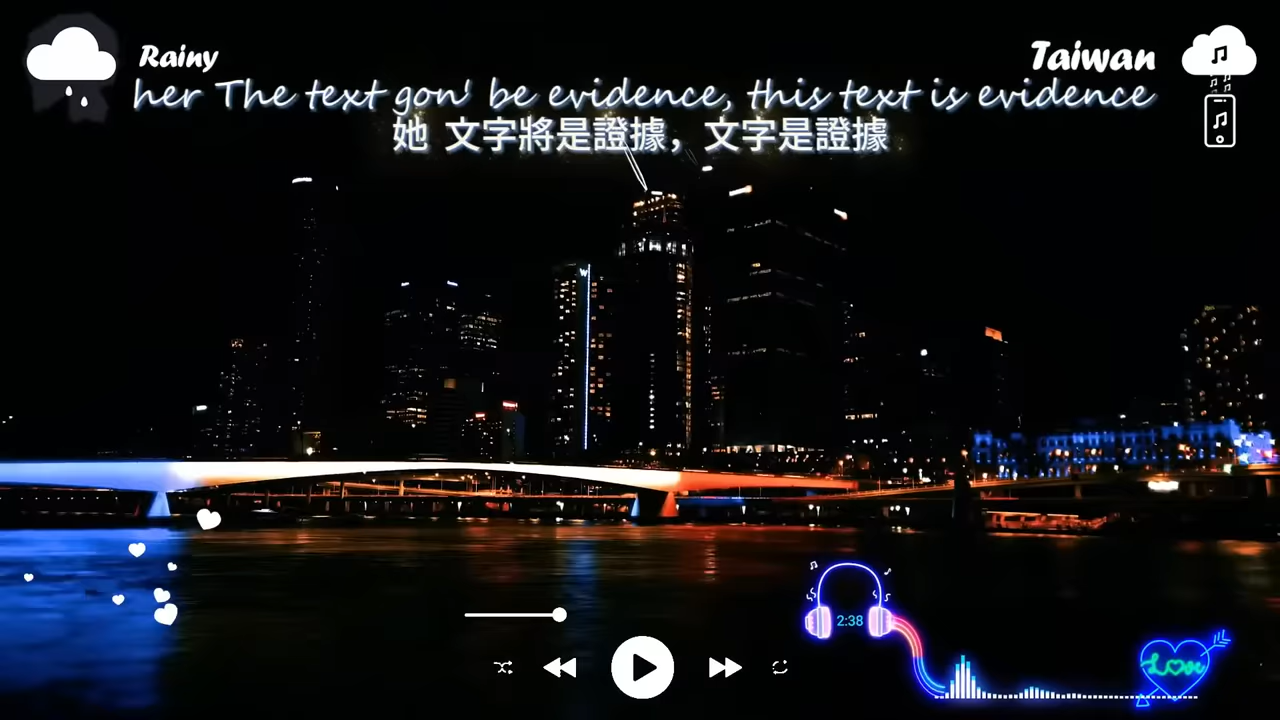 Rainy
Taiwan
her The text gon' be evidence, this text is evidence
她 文字將是證據，文字是證據
W
2:38
Love